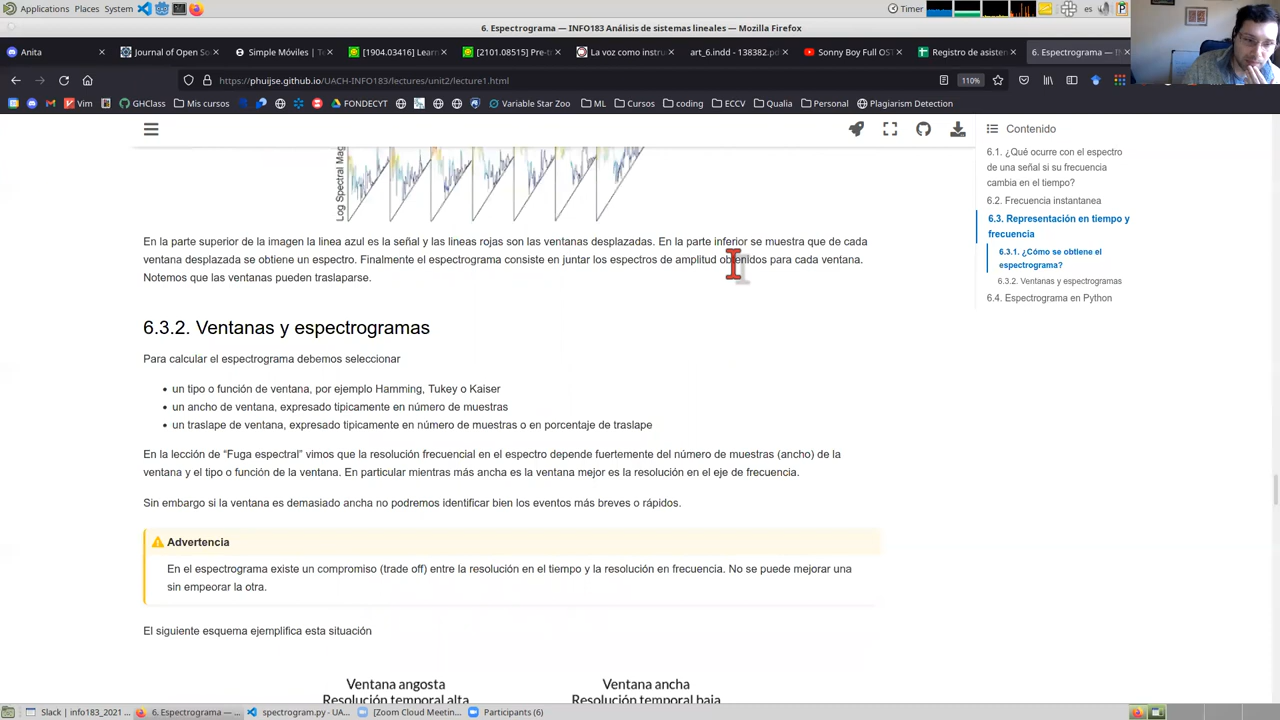 Applications Places System
Timer
es
6. Espectrograma — INFO183 Análisis de sistemas lineales — Mozilla Firefox
Anita
Journal of Open So
Simple Móviles | Te
[1904.03416] Learn
[2101.08515] Pre-t
La voz como instru
art_6.indd - 138382.pd
Sonny Boy Full OST
Registro de asisten
6. Espectrograma — I
https://phuijse.github.io/UACH-INFO183/lectures/unit2/lecture1.html
110%
Vim
GHClass
Mis cursos
FONDECYT
Variable Star Zoo
ML
Cursos
coding
ECCV
Qualia
Personal
Plagiarism Detection
Contenido
6.1. ¿Qué ocurre con el espectro
de una señal si su frecuencia
cambia en el tiempo?
6.2. Frecuencia instantanea
6.3. Representación en tiempo y
frecuencia
6.3.1. ¿Cómo se obtiene el
espectrograma?
6.3.2. Ventanas y espectrogramas
6.4. Espectrograma en Python
Log Spectral Mag
En la parte superior de la imagen la linea azul es la señal y las lineas rojas son las ventanas desplazadas. En la parte inferior se muestra que de cada
ventana desplazada se obtiene un espectro. Finalmente el espectrograma consiste en juntar los espectros de amplitud obtenidos para cada ventana.
Notemos que las ventanas pueden traslaparse.
6.3.2. Ventanas y espectrogramas
Para calcular el espectrograma debemos seleccionar
• un tipo o función de ventana, por ejemplo Hamming, Tukey o Kaiser
• un ancho de ventana, expresado tipicamente en número de muestras
• un traslape de ventana, expresado tipicamente en número de muestras o en porcentaje de traslape
En la lección de "Fuga espectral" vimos que la resolución frecuencial en el espectro depende fuertemente del número de muestras (ancho) de la
ventana y el tipo o función de la ventana. En particular mientras más ancha es la ventana mejor es la resolución en el eje de frecuencia.
Sin embargo si la ventana es demasiado ancha no podremos identificar bien los eventos más breves o rápidos.
Advertencia
En el espectrograma existe un compromiso (trade off) entre la resolución en el tiempo y la resolución en frecuencia. No se puede mejorar una
sin empeorar la otra.
El siguiente esquema ejemplifica esta situación
Ventana angosta
Resolución temporal alta
Ventana ancha
Resolución temporal baja
Slack | info183_2021 ...
6. Espectrograma — ...
spectrogram.py - UA...
[Zoom Cloud Meetin...
Participants (6)